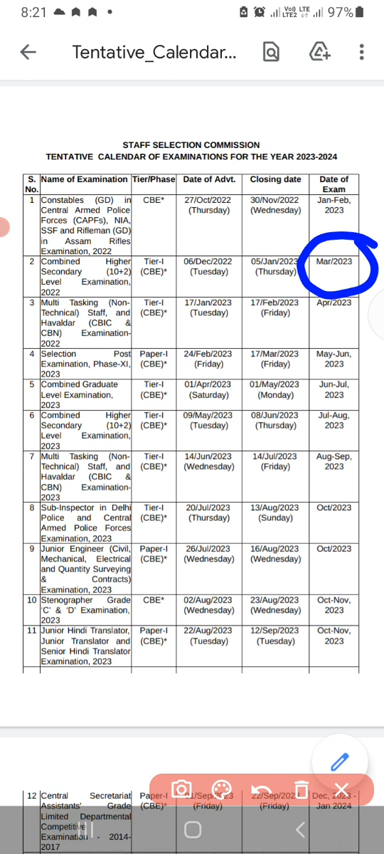 8:21
Vo)) LTE
LTE2
97%
Tentative_Calendar...
STAFF SELECTION COMMISSION
TENTATIVE CALENDAR OF EXAMINATIONS FOR THE YEAR 2023-2024
S. No. Name of Examination Tier/Phase Date of Advt. Closing date Date of Exam
1 Constables (GD) in Central Armed Police Forces (CAPFs), NIA, SSF and Rifleman (GD) in Assam Rifles Examination, 2022 CBE* 27/Oct/2022 (Thursday) 30/Nov/2022 (Wednesday) Jan-Feb, 2023
2 Combined Higher Secondary (10+2) Level Examination, 2022 Tier-I (CBE)* 06/Dec/2022 (Tuesday) 05/Jan/2023 (Thursday) Mar/2023
3 Multi Tasking (Non-Technical) Staff, and Havaldar (CBIC & CBN) Examination-2022 Tier-I (CBE)* 17/Jan/2023 (Tuesday) 17/Feb/2023 (Friday) Apr/2023
4 Selection Post Examination, Phase-XI, 2023 Paper-I (CBE)* 24/Feb/2023 (Friday) 17/Mar/2023 (Friday) May-Jun, 2023
5 Combined Graduate Level Examination, 2023 Tier-I (CBE)* 01/Apr/2023 (Saturday) 01/May/2023 (Monday) Jun-Jul, 2023
6 Combined Higher Secondary (10+2) Level Examination, 2023 Tier-I (CBE)* 09/May/2023 (Tuesday) 08/Jun/2023 (Thursday) Jul-Aug, 2023
7 Multi Tasking (Non-Technical) Staff, and Havaldar (CBIC & CBN) Examination-2023 Tier-I (CBE)* 14/Jun/2023 (Wednesday) 14/Jul/2023 (Friday) Aug-Sep, 2023
8 Sub-Inspector in Delhi Police and Central Armed Police Forces Examination, 2023 Tier-I (CBE)* 20/Jul/2023 (Thursday) 13/Aug/2023 (Sunday) Oct/2023
9 Junior Engineer (Civil, Mechanical, Electrical and Quantity Surveying & Contracts) Examination, 2023 Paper-I (CBE)* 26/Jul/2023 (Wednesday) 16/Aug/2023 (Wednesday) Oct/2023
10 Stenographer Grade 'C' & 'D' Examination, 2023 CBE* 02/Aug/2023 (Wednesday) 23/Aug/2023 (Wednesday) Oct-Nov, 2023
11 Junior Hindi Translator, Junior Translator and Senior Hindi Translator Examination, 2023 Paper-I (CBE)* 22/Aug/2023 (Tuesday) 12/Sep/2023 (Tuesday) Oct-Nov, 2023
12 Central Secretariat Assistants' Grade Limited Departmental Examination - 2014-2017 Paper-I (CBE)* (Friday) (Friday) Jan 2024